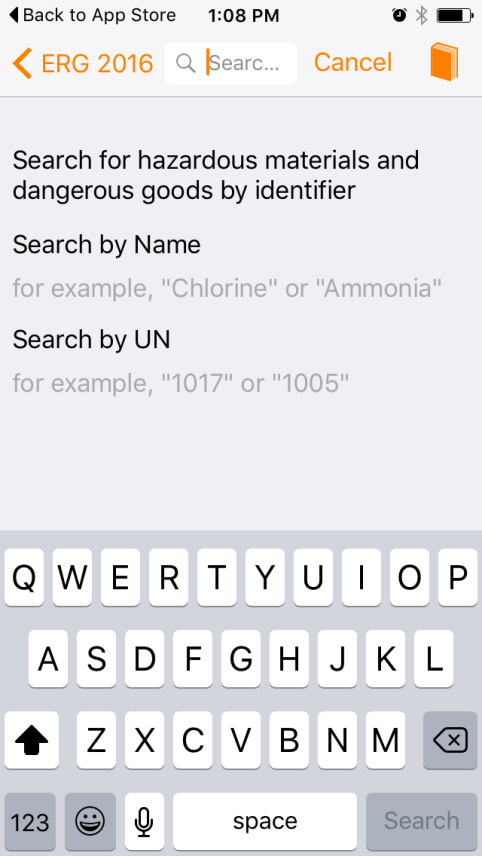 Back to App Store 1:08 PM
ERG 2016 Searc... Cancel
Search for hazardous materials and
dangerous goods by identifier
Search by Name
for example, "Chlorine" or "Ammonia"
Search by UN
for example, "1017" or "1005"
Q W E R T Y U I O P
A S D F G H J K L
Z X C V B N M
123 space Search